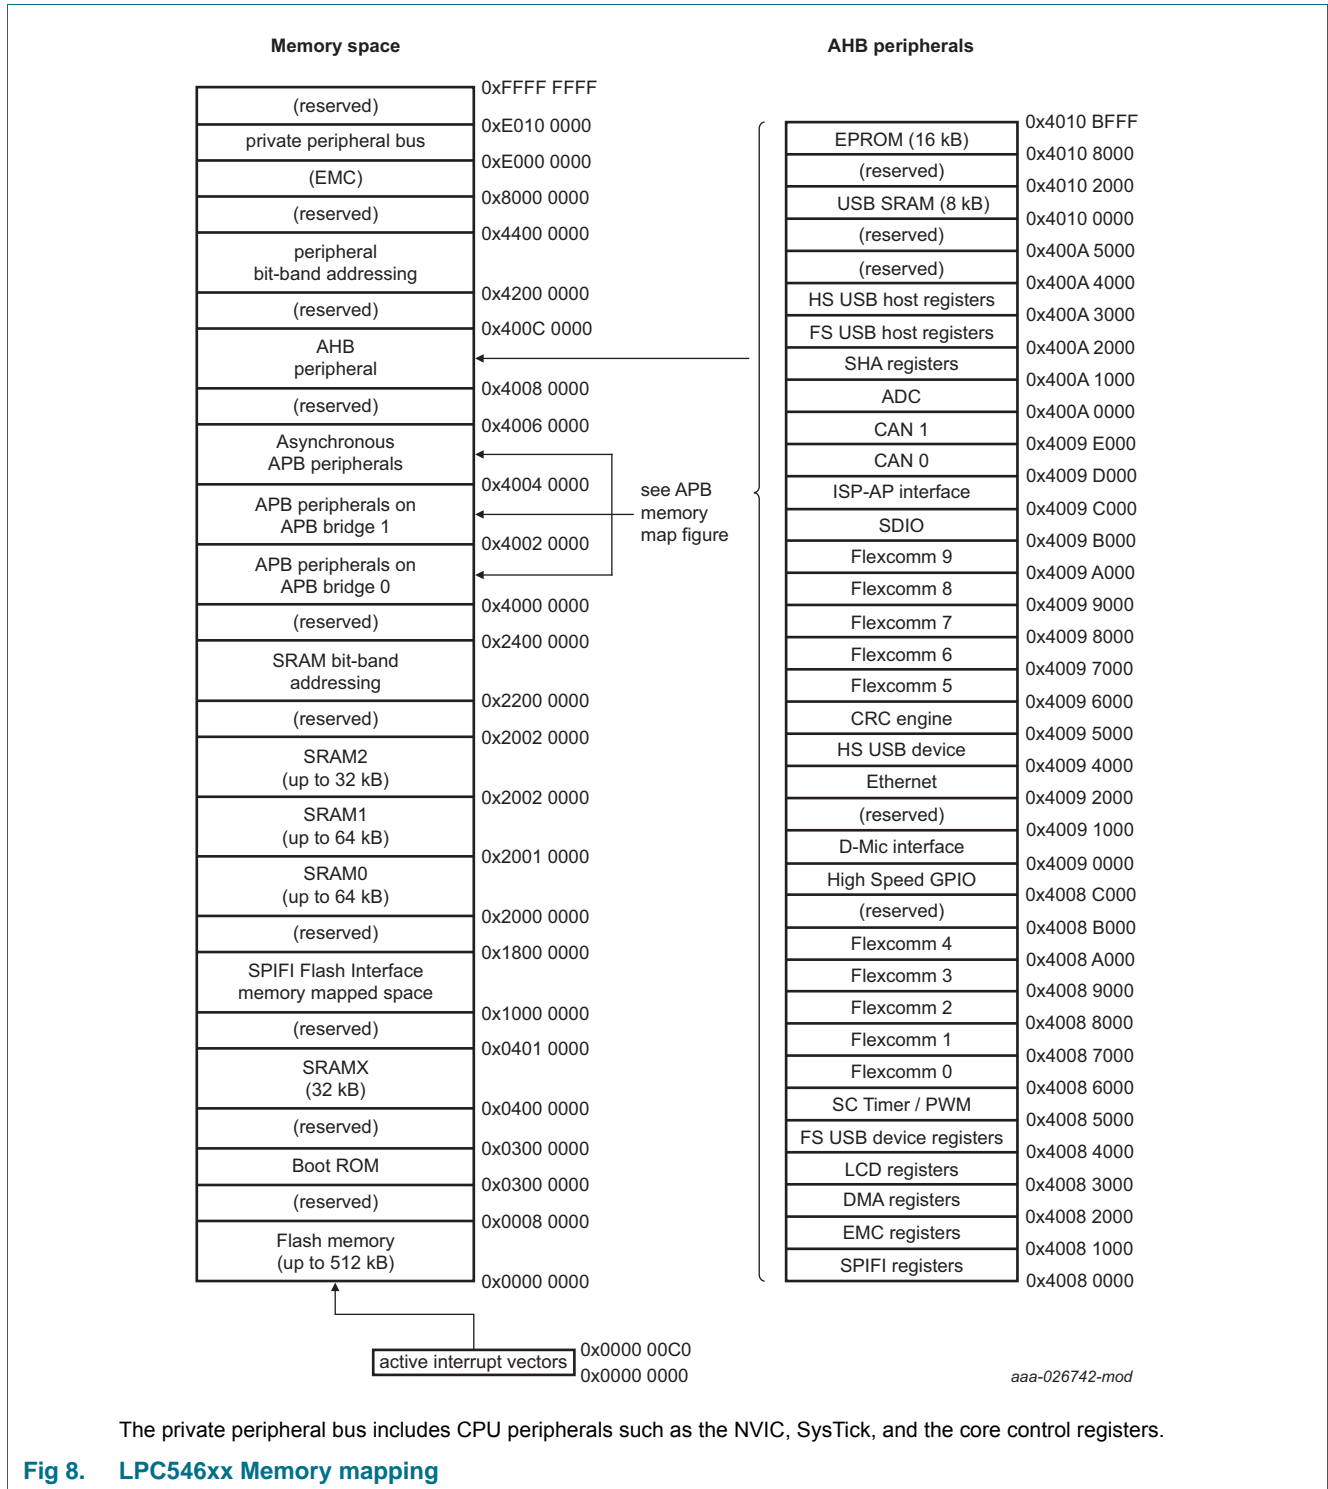 Memory space
0xFFFF FFFF
(reserved)
0xE010 0000
private peripheral bus
0xE000 0000
(EMC)
0x8000 0000
(reserved)
0x4400 0000
peripheral
bit-band addressing
0x4200 0000
(reserved)
0x400C 0000
AHB
peripheral
0x4008 0000
(reserved)
0x4006 0000
Asynchronous
APB peripherals
0x4004 0000
APB peripherals on
APB bridge 1
0x4002 0000
APB peripherals on
APB bridge 0
0x4000 0000
(reserved)
0x2400 0000
SRAM bit-band
addressing
0x2200 0000
(reserved)
0x2002 0000
SRAM2
(up to 32 kB)
0x2002 0000
SRAM1
(up to 64 kB)
0x2001 0000
SRAM0
(up to 64 kB)
0x2000 0000
(reserved)
0x1800 0000
SPIFI Flash Interface
memory mapped space
0x1000 0000
(reserved)
0x0401 0000
SRAMX
(32 kB)
0x0400 0000
(reserved)
0x0300 0000
Boot ROM
0x0300 0000
(reserved)
0x0008 0000
Flash memory
(up to 512 kB)
0x0000 0000
active interrupt vectors
0x0000 00C0
0x0000 0000
see APB
memory
map figure
AHB peripherals
0x4010 BFFF
EPROM (16 kB)
0x4010 8000
(reserved)
0x4010 2000
USB SRAM (8 kB)
0x4010 0000
(reserved)
0x400A 5000
(reserved)
0x400A 4000
HS USB host registers
0x400A 3000
FS USB host registers
0x400A 2000
SHA registers
0x400A 1000
ADC
0x400A 0000
CAN 1
0x4009 E000
CAN 0
0x4009 D000
ISP-AP interface
0x4009 C000
SDIO
0x4009 B000
Flexcomm 9
0x4009 A000
Flexcomm 8
0x4009 9000
Flexcomm 7
0x4009 8000
Flexcomm 6
0x4009 7000
Flexcomm 5
0x4009 6000
CRC engine
0x4009 5000
HS USB device
0x4009 4000
Ethernet
0x4009 2000
(reserved)
0x4009 1000
D-Mic interface
0x4009 0000
High Speed GPIO
0x4008 C000
(reserved)
0x4008 B000
Flexcomm 4
0x4008 A000
Flexcomm 3
0x4008 9000
Flexcomm 2
0x4008 8000
Flexcomm 1
0x4008 7000
Flexcomm 0
0x4008 6000
SC Timer / PWM
0x4008 5000
FS USB device registers
0x4008 4000
LCD registers
0x4008 3000
DMA registers
0x4008 2000
EMC registers
0x4008 1000
SPIFI registers
0x4008 0000
aaa-026742-mod
The private peripheral bus includes CPU peripherals such as the NVIC, SysTick, and the core control registers.
Fig 8. LPC546xx Memory mapping